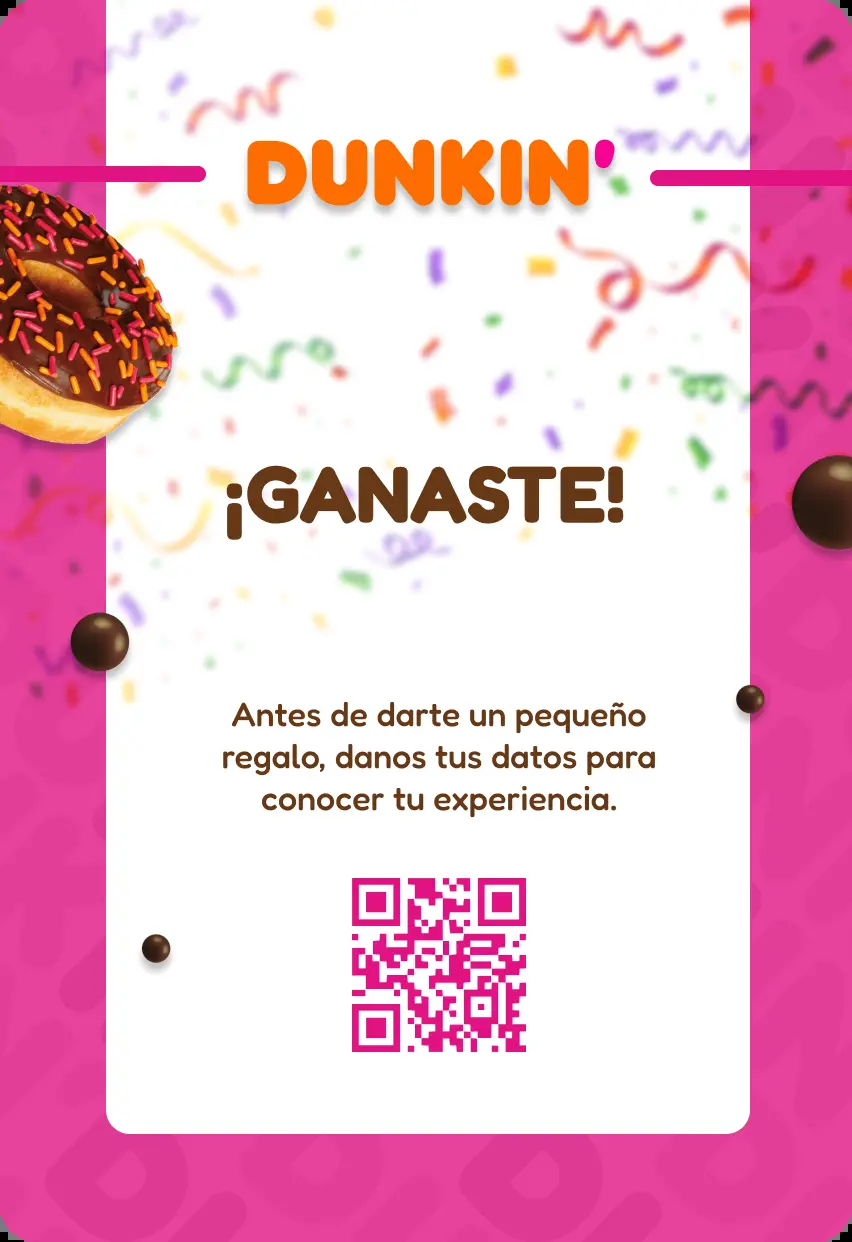 DUNKIN'
¡GANASTE!
Antes de darte un pequeño
regalo, danos tus datos para
conocer tu experiencia.